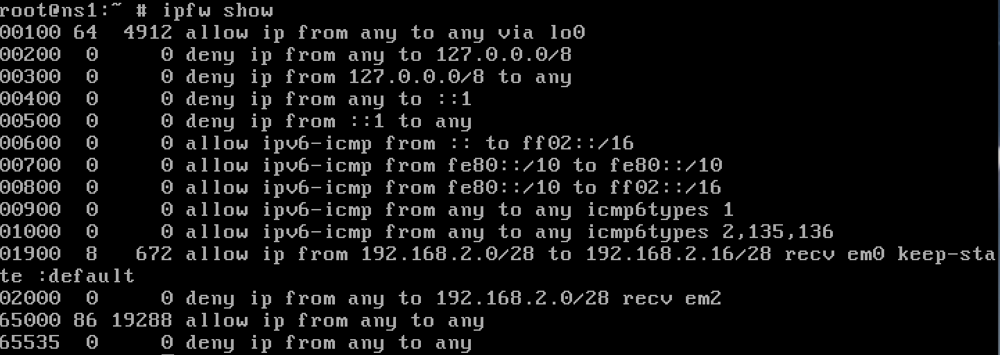 root@ns1:~ # ipfw show
00100 64  4912 allow ip from any to any via lo0
00200  0     0 deny ip from any to 127.0.0.0/8
00300  0     0 deny ip from 127.0.0.0/8 to any
00400  0     0 deny ip from any to ::1
00500  0     0 deny ip from ::1 to any
00600  0     0 allow ipv6-icmp from :: to ff02::/16
00700  0     0 allow ipv6-icmp from fe80::/10 to fe80::/10
00800  0     0 allow ipv6-icmp from fe80::/10 to ff02::/16
00900  0     0 allow ipv6-icmp from any to any icmp6types 1
01000  0     0 allow ipv6-icmp from any to any icmp6types 2,135,136
01900  8   672 allow ip from 192.168.2.0/28 to 192.168.2.16/28 recv em0 keep-sta
te :default
02000  0     0 deny ip from any to 192.168.2.0/28 recv em2
65000 86 19288 allow ip from any to any
65535  0     0 deny ip from any to any